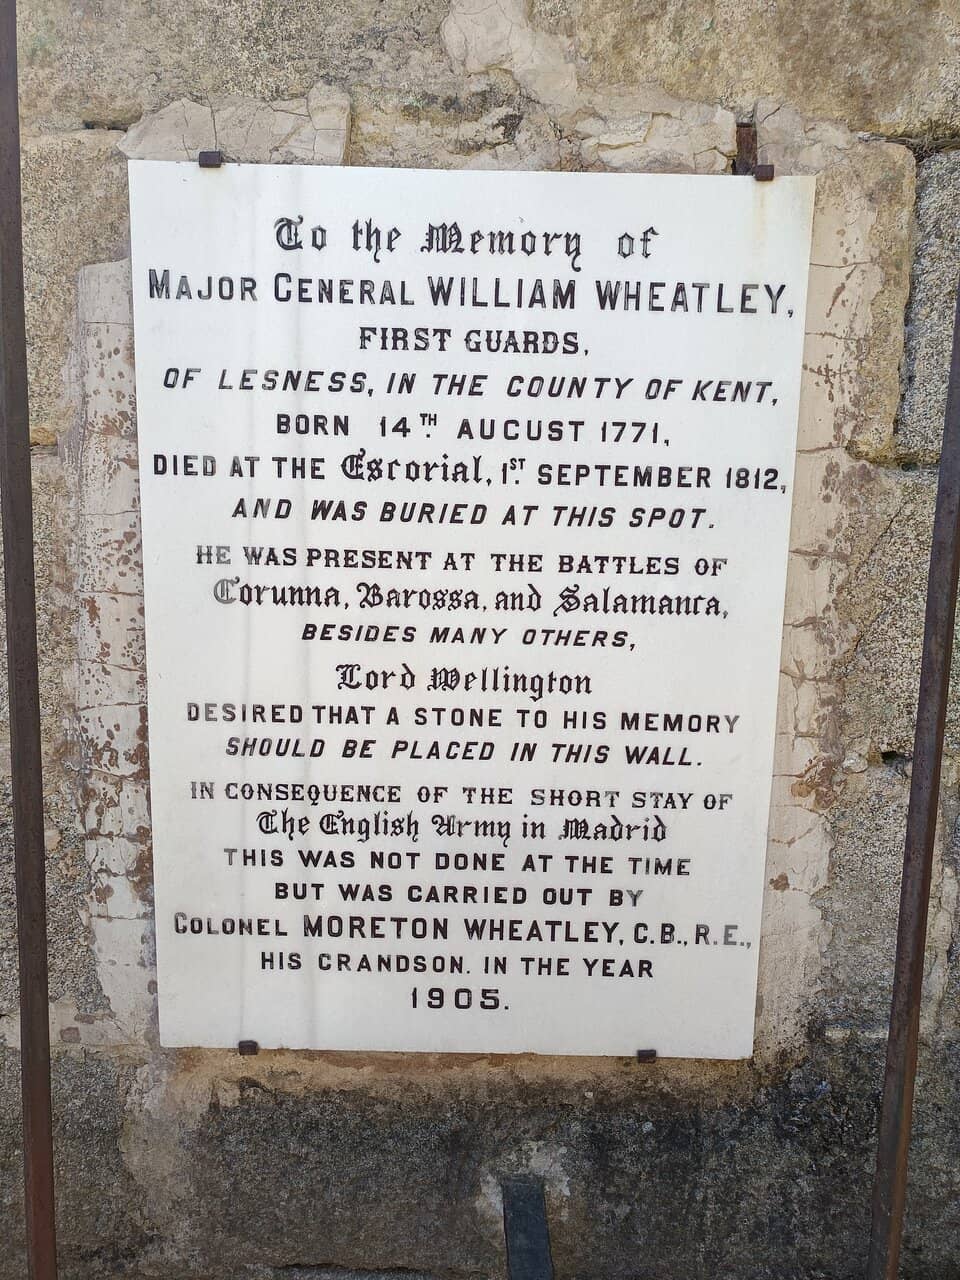 To the Memory of
MAJOR GENERAL WILLIAM WHEATLEY,
FIRST GUARDS,
OF LESNESS, IN THE COUNTY OF KENT,
BORN 14TH. AUGUST 1771,
DIED AT THE Escorial, 1ST. SEPTEMBER 1812,
AND WAS BURIED AT THIS SPOT.
HE WAS PRESENT AT THE BATTLES OF
Corunna, Barossa, and Salamanca,
BESIDES MANY OTHERS,
Lord Wellington
DESIRED THAT A STONE TO HIS MEMORY
SHOULD BE PLACED IN THIS WALL.
IN CONSEQUENCE OF THE SHORT STAY OF
The English Army in Madrid
THIS WAS NOT DONE AT THE TIME
BUT WAS CARRIED OUT BY
COLONEL MORETON WHEATLEY, C.B., R.E.,
HIS GRANDSON. IN THE YEAR
1905.